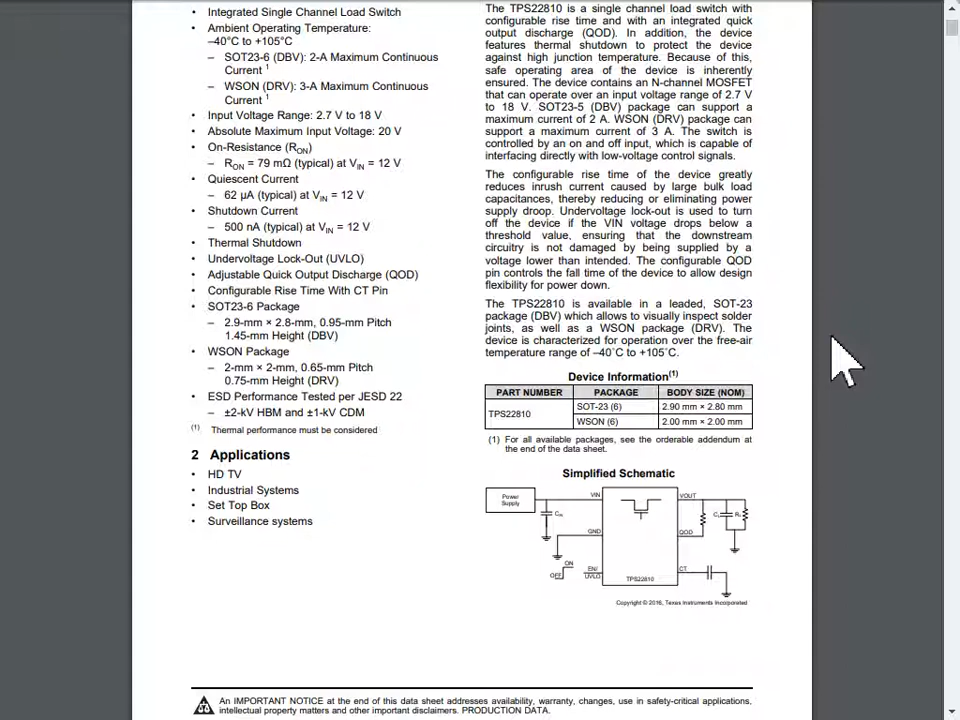 • Integrated Single Channel Load Switch
• Ambient Operating Temperature:
–40°C to +105°C
– SOT23-6 (DBV): 2-A Maximum Continuous
Current 1
– WSON (DRV): 3-A Maximum Continuous
Current 1
• Input Voltage Range: 2.7 V to 18 V
• Absolute Maximum Input Voltage: 20 V
• On-Resistance (RON)
– RON = 79 mΩ (typical) at VIN = 12 V
• Quiescent Current
– 62 µA (typical) at VIN = 12 V
• Shutdown Current
– 500 nA (typical) at VIN = 12 V
• Thermal Shutdown
• Undervoltage Lock-Out (UVLO)
• Adjustable Quick Output Discharge (QOD)
• Configurable Rise Time With CT Pin
• SOT23-6 Package
– 2.9-mm × 2.8-mm, 0.95-mm Pitch
1.45-mm Height (DBV)
• WSON Package
– 2-mm × 2-mm, 0.65-mm Pitch
0.75-mm Height (DRV)
• ESD Performance Tested per JESD 22
– ±2-kV HBM and ±1-kV CDM
(1) Thermal performance must be considered
2 Applications
• HD TV
• Industrial Systems
• Set Top Box
• Surveillance systems
The TPS22810 is a single channel load switch with
configurable rise time and with an integrated quick
output discharge (QOD). In addition, the device
features thermal shutdown to protect the device
against high junction temperature. Because of this,
safe operating area of the device is inherently
ensured. The device contains an N-channel MOSFET
that can operate over an input voltage range of 2.7 V
to 18 V. SOT23-5 (DBV) package can support a
maximum current of 2 A. WSON (DRV) package can
support a maximum current of 3 A. The switch is
controlled by an on and off input, which is capable of
interfacing directly with low-voltage control signals.
The configurable rise time of the device greatly
reduces inrush current caused by large bulk load
capacitances, thereby reducing or eliminating power
supply droop. Undervoltage lock-out is used to turn
off the device if the VIN voltage drops below a
threshold value, ensuring that the downstream
circuitry is not damaged by being supplied by a
voltage lower than intended. The configurable QOD
pin controls the fall time of the device to allow design
flexibility for power down.
The TPS22810 is available in a leaded, SOT-23
package (DBV) which allows to visually inspect solder
joints, as well as a WSON package (DRV). The
device is characterized for operation over the free-air
temperature range of –40˚C to +105˚C.
Device Information(1)
PART NUMBER PACKAGE BODY SIZE (NOM)
TPS22810 SOT-23 (6) 2.90 mm × 2.80 mm
WSON (6) 2.00 mm × 2.00 mm
(1) For all available packages, see the orderable addendum at
the end of the data sheet.
Simplified Schematic
Power
Supply
VIN
VOUT
CIN
CL
RL
GND
QOD
ON
OFF
EN/
UVLO
CT
TPS22810
Copyright © 2016, Texas Instruments Incorporated
An IMPORTANT NOTICE at the end of this data sheet addresses availability, warranty, changes, use in safety-critical applications,
intellectual property matters and other important disclaimers. PRODUCTION DATA.